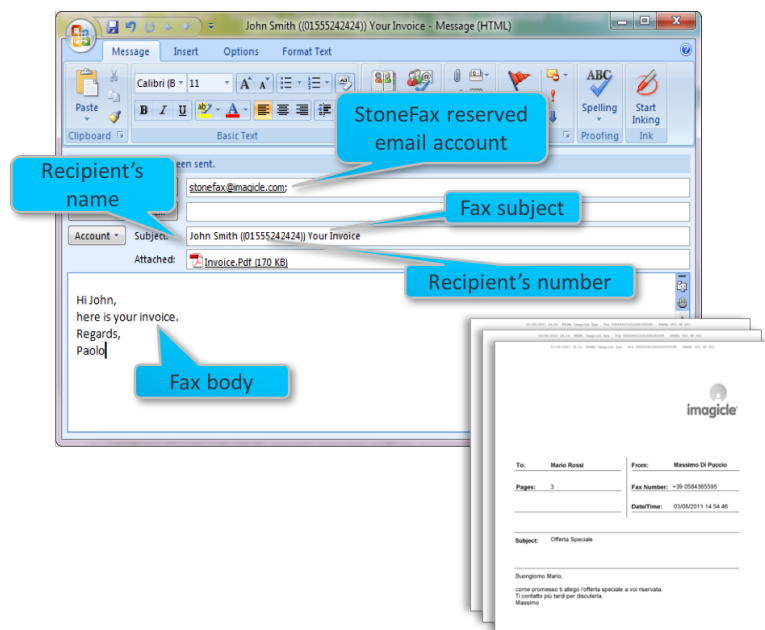 John Smith ((01555242424)) Your Invoice - Message (HTML)
Message Insert Options Format Text
Calibri (B 11
Paste
B I U
ABC
Spelling
Start
Inking
Clipboard Basic Text Proofing Ink
StoneFax reserved
email account
en sent.
Recipient's
name
stonefax@imagicle.com;
Fax subject
Account Subject: John Smith ((01555242424)) Your Invoice
Attached: Invoice.Pdf (170 KB)
Recipient's number
Hi John,
here is your invoice.
Regards,
Paolo
Fax body
imagicle
To: Mario Rossi From: Massimo Di Puccio
Pages: 3 Fax Number: +39 0584365595
Date/Time: 03/08/2011 14.54.46
Subject: Offerta Speciale
Buongiorno Mario,
come promesso ti allego l'offerta speciale a voi riservata.
Ti contatto più tardi per discuterla.
Massimo